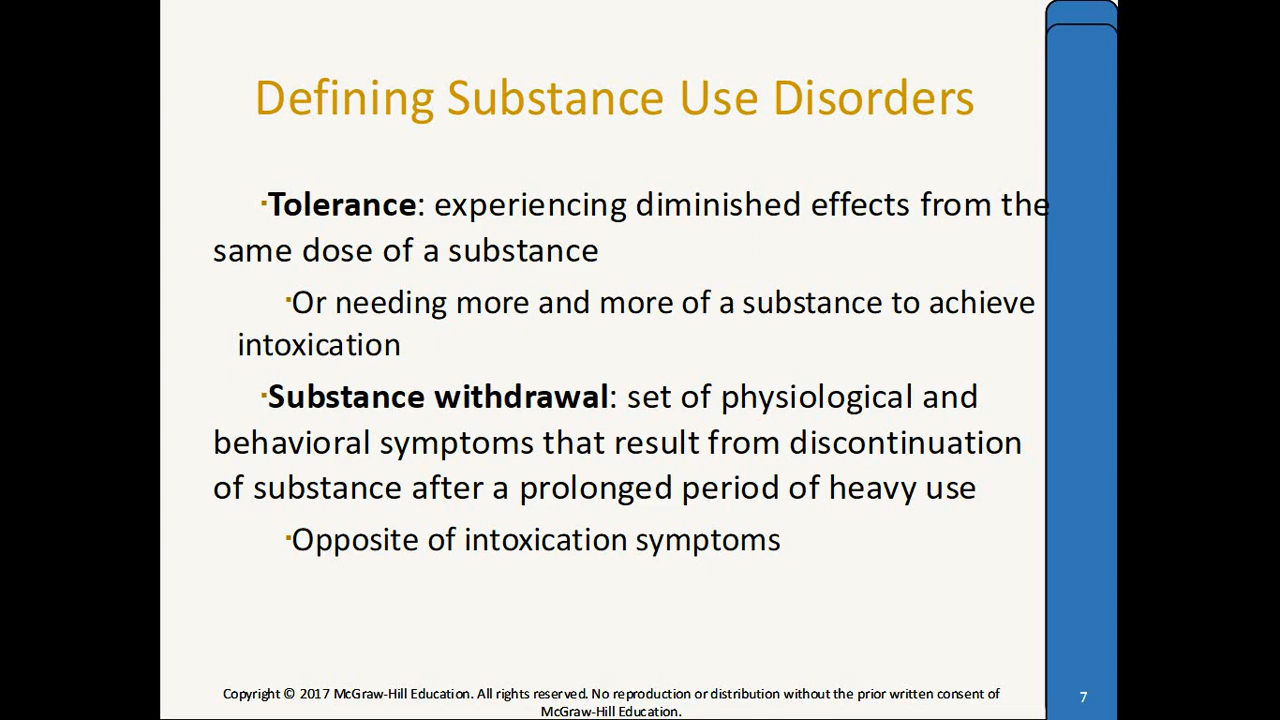 Defining Substance Use Disorders
▪Tolerance: experiencing diminished effects from the
same dose of a substance
▪Or needing more and more of a substance to achieve
intoxication
▪Substance withdrawal: set of physiological and
behavioral symptoms that result from discontinuation
of substance after a prolonged period of heavy use
▪Opposite of intoxication symptoms
Copyright © 2017 McGraw-Hill Education. All rights reserved. No reproduction or distribution without the prior written consent of
McGraw-Hill Education.
7